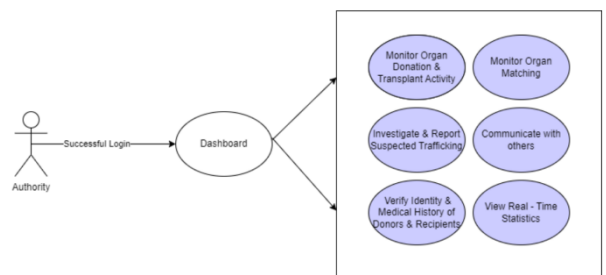 Authority
Successful Login
Dashboard
Monitor Organ
Donation &
Transplant Activity
Monitor Organ
Matching
Investigate & Report
Suspected Trafficking
Communicate with
others
Verify Identity &
Medical History of
Donors & Recipients
View Real - Time
Statistics